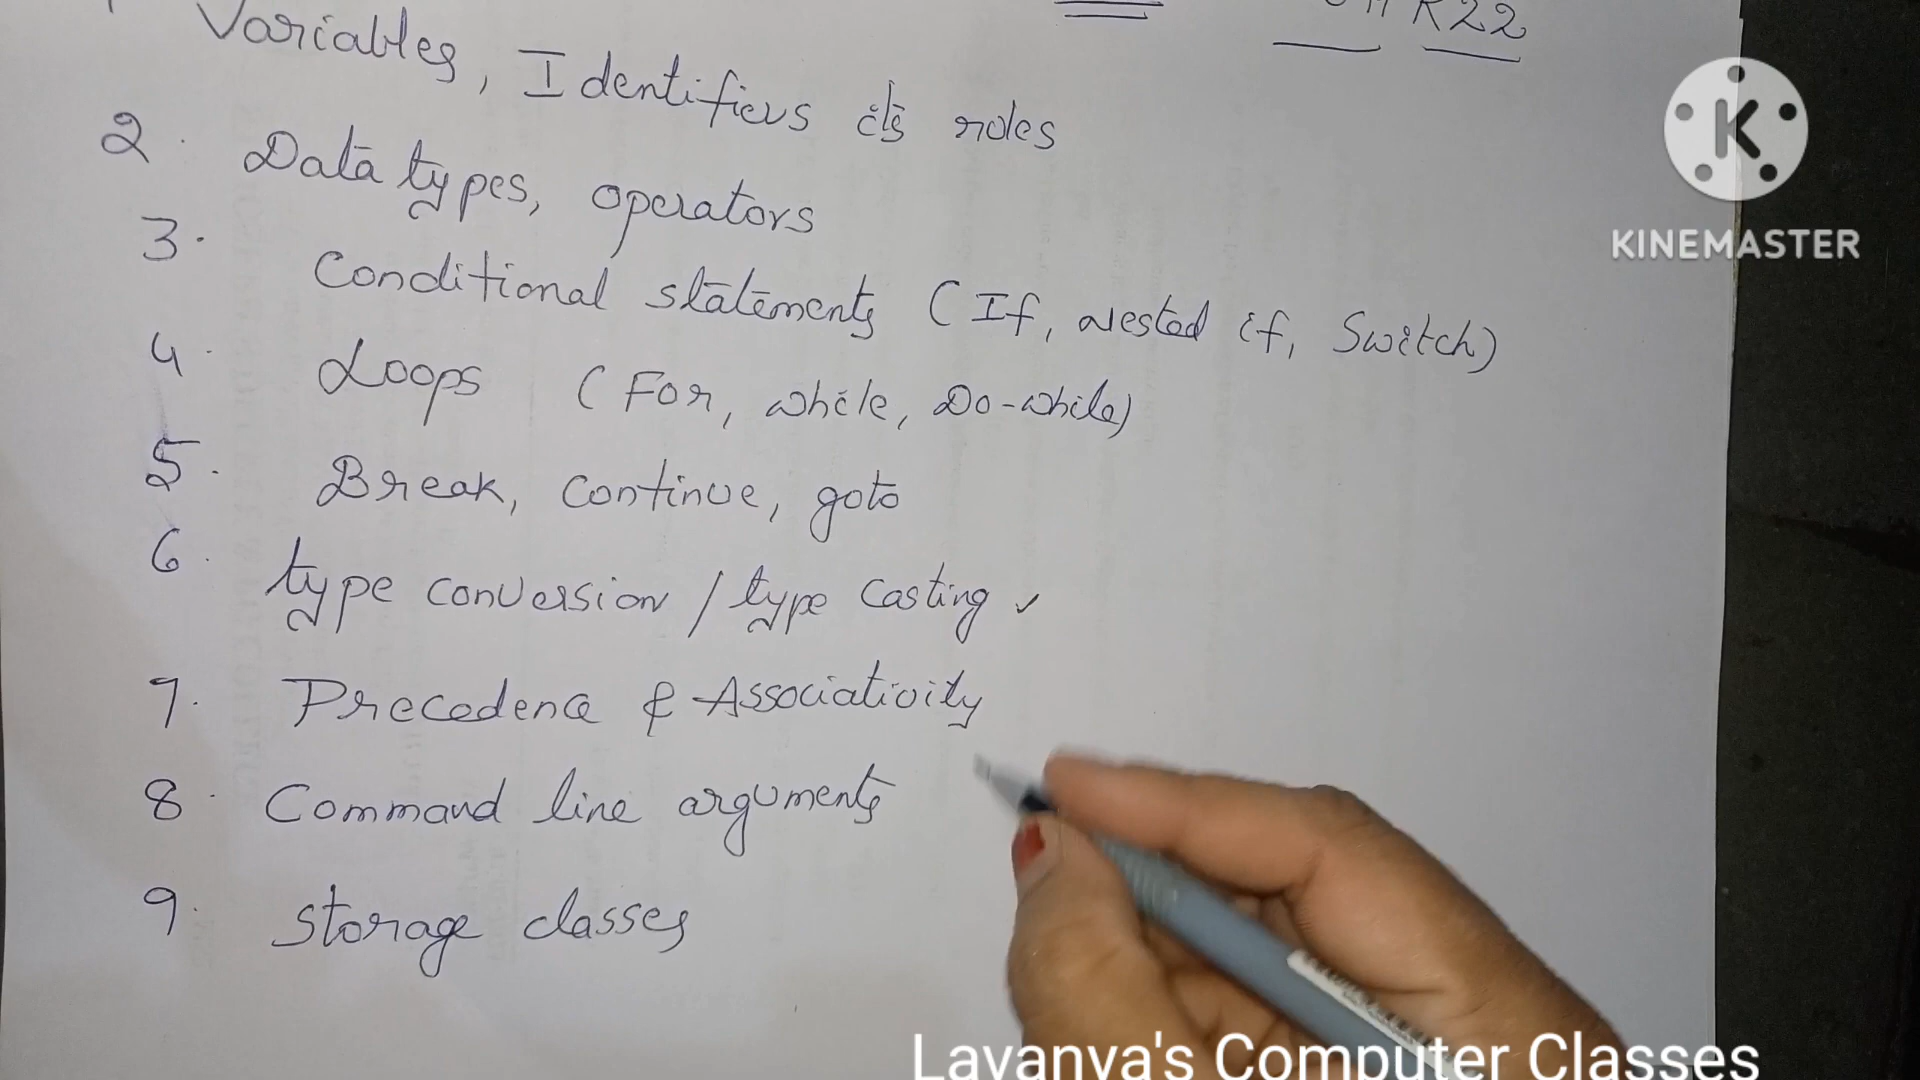 R22
Variables, Identifiers its roles
2. Data types, operators
3. Conditional statements (If, Nested if, Switch)
4. Loops (For, while, Do-while)
5. Break, continue, goto
6. type conversion / type casting ✓
7. Precedence & Associativity
8. Command line arguments
9. Storage classes
K
KINEMASTER
Lavanya's Computer Classes